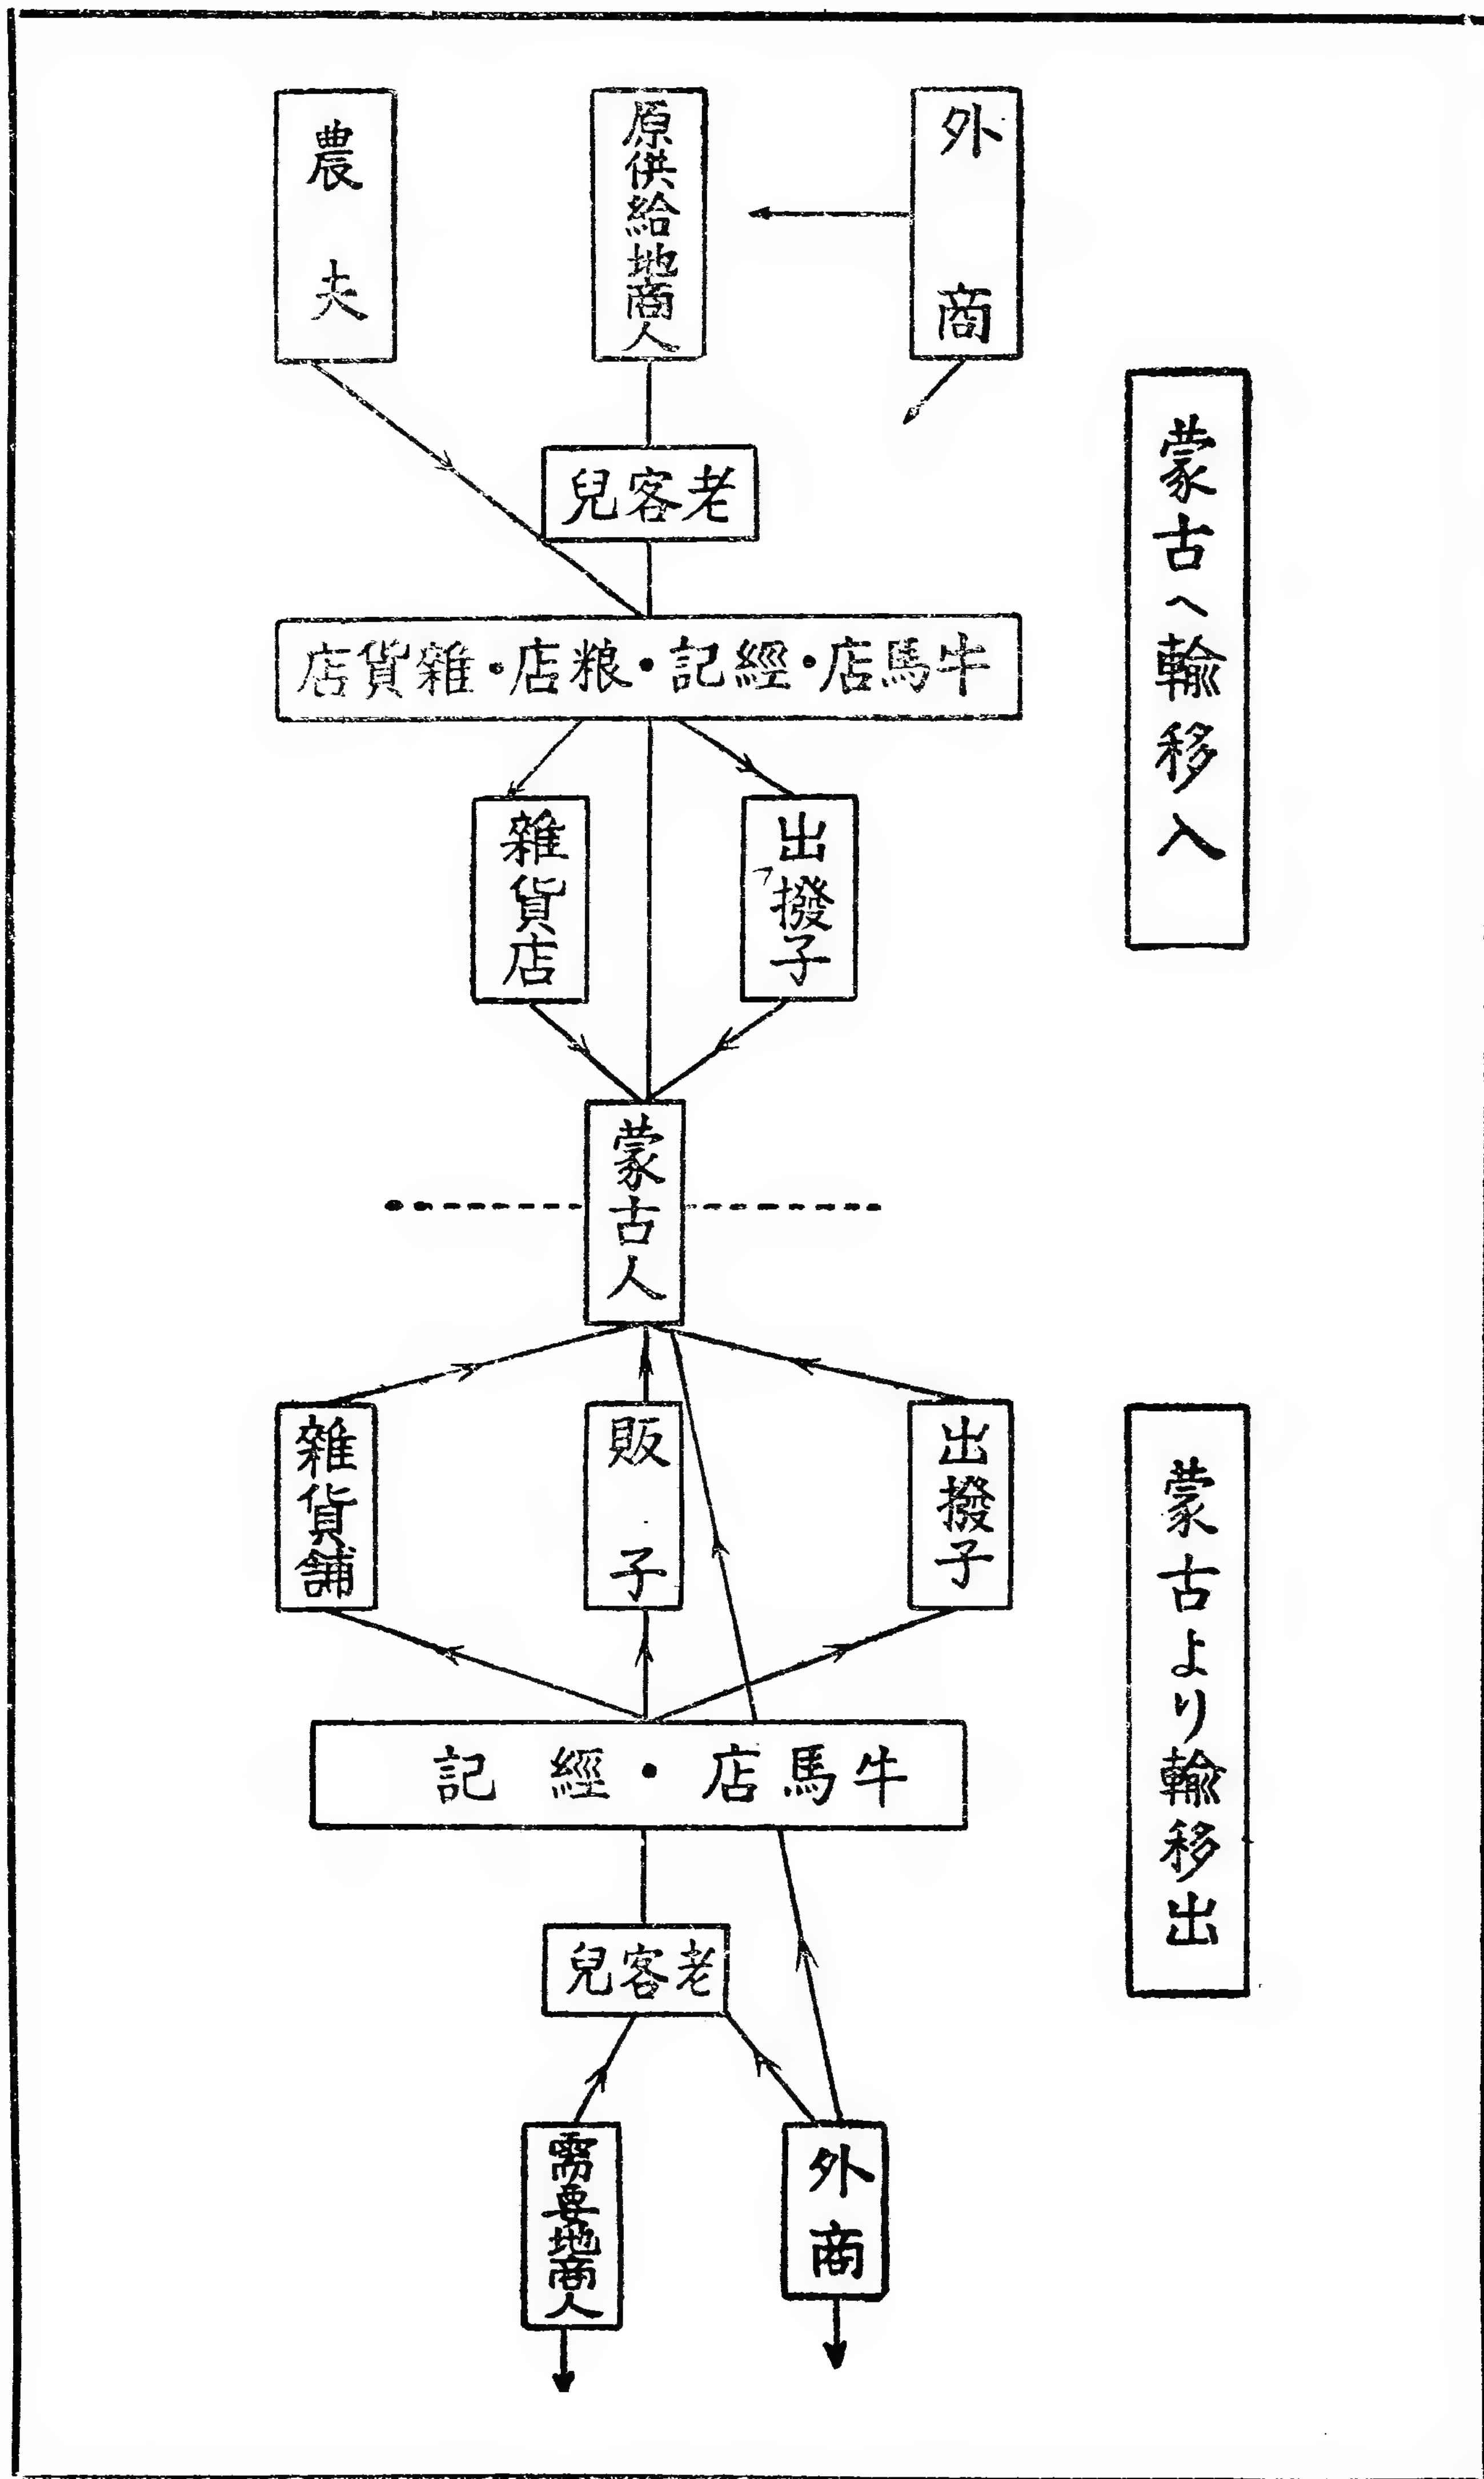 蒙古へ輸移入
外商
原供給地商人
農夫
老客兒
牛馬店・經記・粮店・雜貨店
出撥子
雜貨店
蒙古人
蒙古より輸移出
出撥子
販子
雜貨舖
牛馬店・經記
老客兒
外商
需要地商人